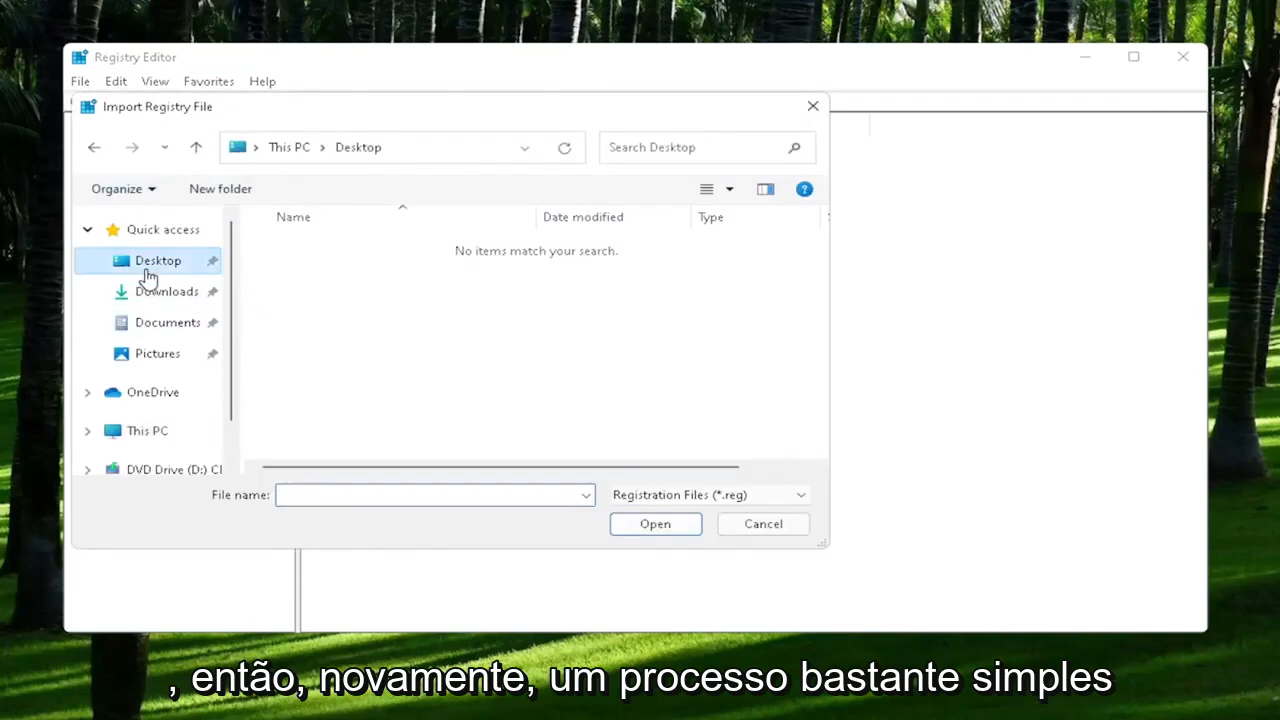 Registry Editor
File Edit View Favorites Help
Import Registry File
This PC Desktop
Search Desktop
Organize New folder
Name Date modified Type
Quick access
No items match your search.
Desktop
Downloads
Documents
Pictures
OneDrive
This PC
DVD Drive (D:) C
File name:
Registration Files (*.reg)
Open Cancel
, então, novamente, um processo bastante simples